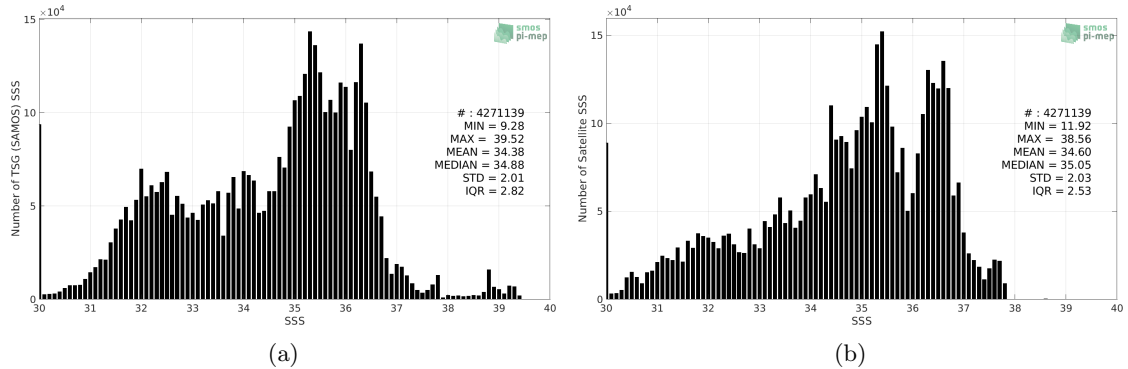 15 ×10⁴
10
5
0
30 31 32 33 34 35 36 37 38 39 40
SSS
Number of TSG (SAMOS) SSS
smos
pi-mep
# : 4271139
MIN = 9.28
MAX = 39.52
MEAN = 34.38
MEDIAN = 34.88
STD = 2.01
IQR = 2.82
(a)
×10⁴
15
10
5
0
30 31 32 33 34 35 36 37 38 39 40
SSS
Number of Satellite SSS
smos
pi-mep
# : 4271139
MIN = 11.92
MAX = 38.56
MEAN = 34.60
MEDIAN = 35.05
STD = 2.03
IQR = 2.53
(b)